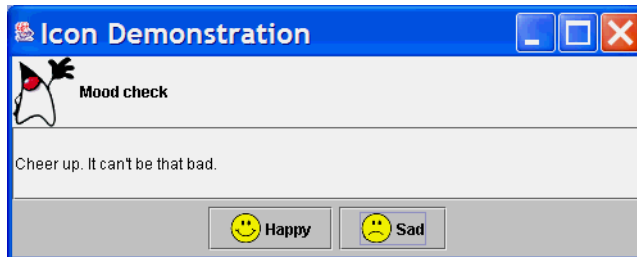 Icon Demonstration
Mood check
Cheer up. It can't be that bad.
Happy Sad